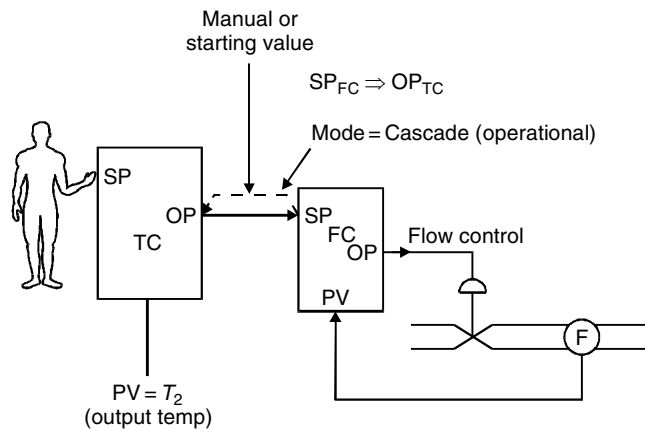 Manual or
starting value
SP_FC ⇒ OP_TC
Mode = Cascade (operational)
SP
OP
TC
SP
FC
OP
PV
Flow control
F
PV = T₂
(output temp)